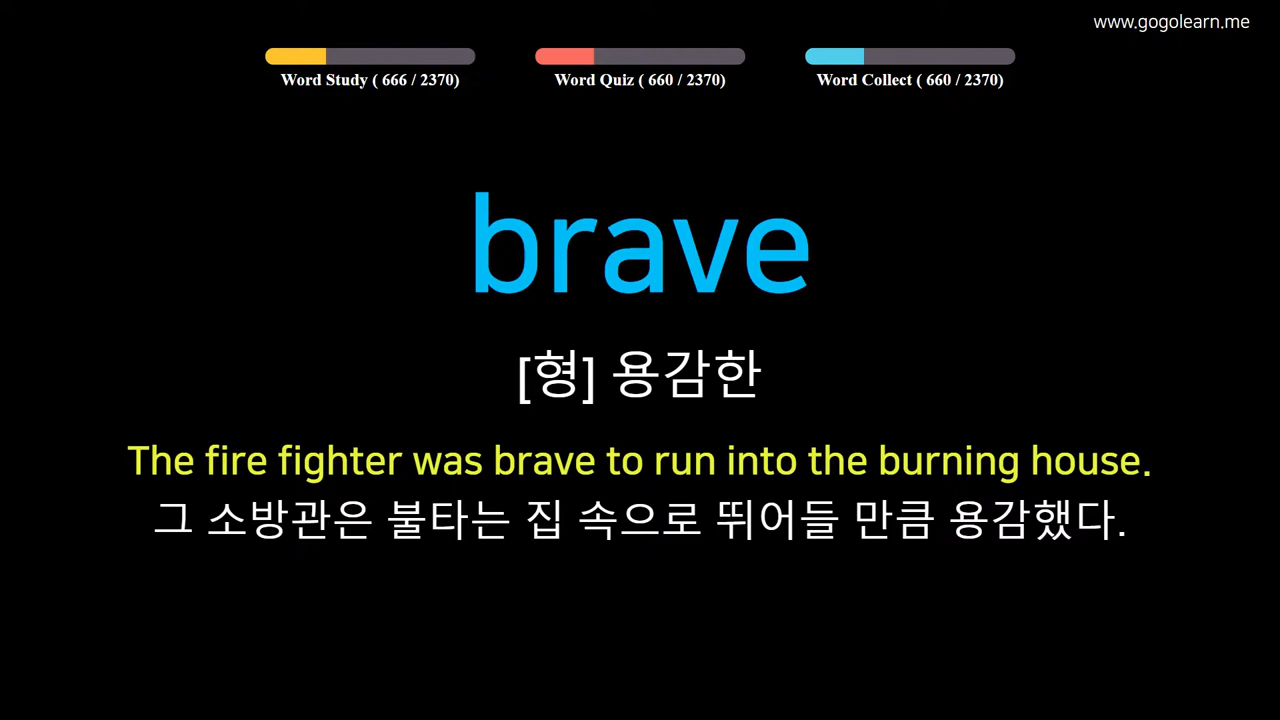 www.gogolearn.me
Word Study ( 666 / 2370)
Word Quiz ( 660 / 2370)
Word Collect ( 660 / 2370)
brave
[형] 용감한
The fire fighter was brave to run into the burning house.
그 소방관은 불타는 집 속으로 뛰어들 만큼 용감했다.